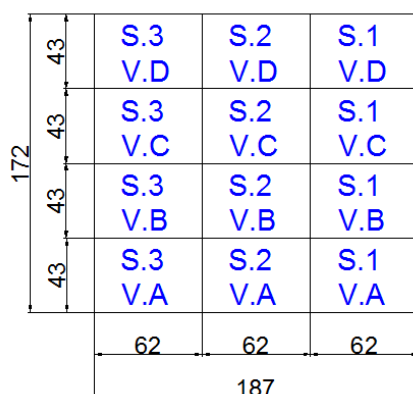 S.3 S.2 S.1
43 V.D V.D V.D
S.3 S.2 S.1
43 V.C V.C V.C
172
S.3 S.2 S.1
43 V.B V.B V.B
S.3 S.2 S.1
43 V.A V.A V.A
62 62 62
187